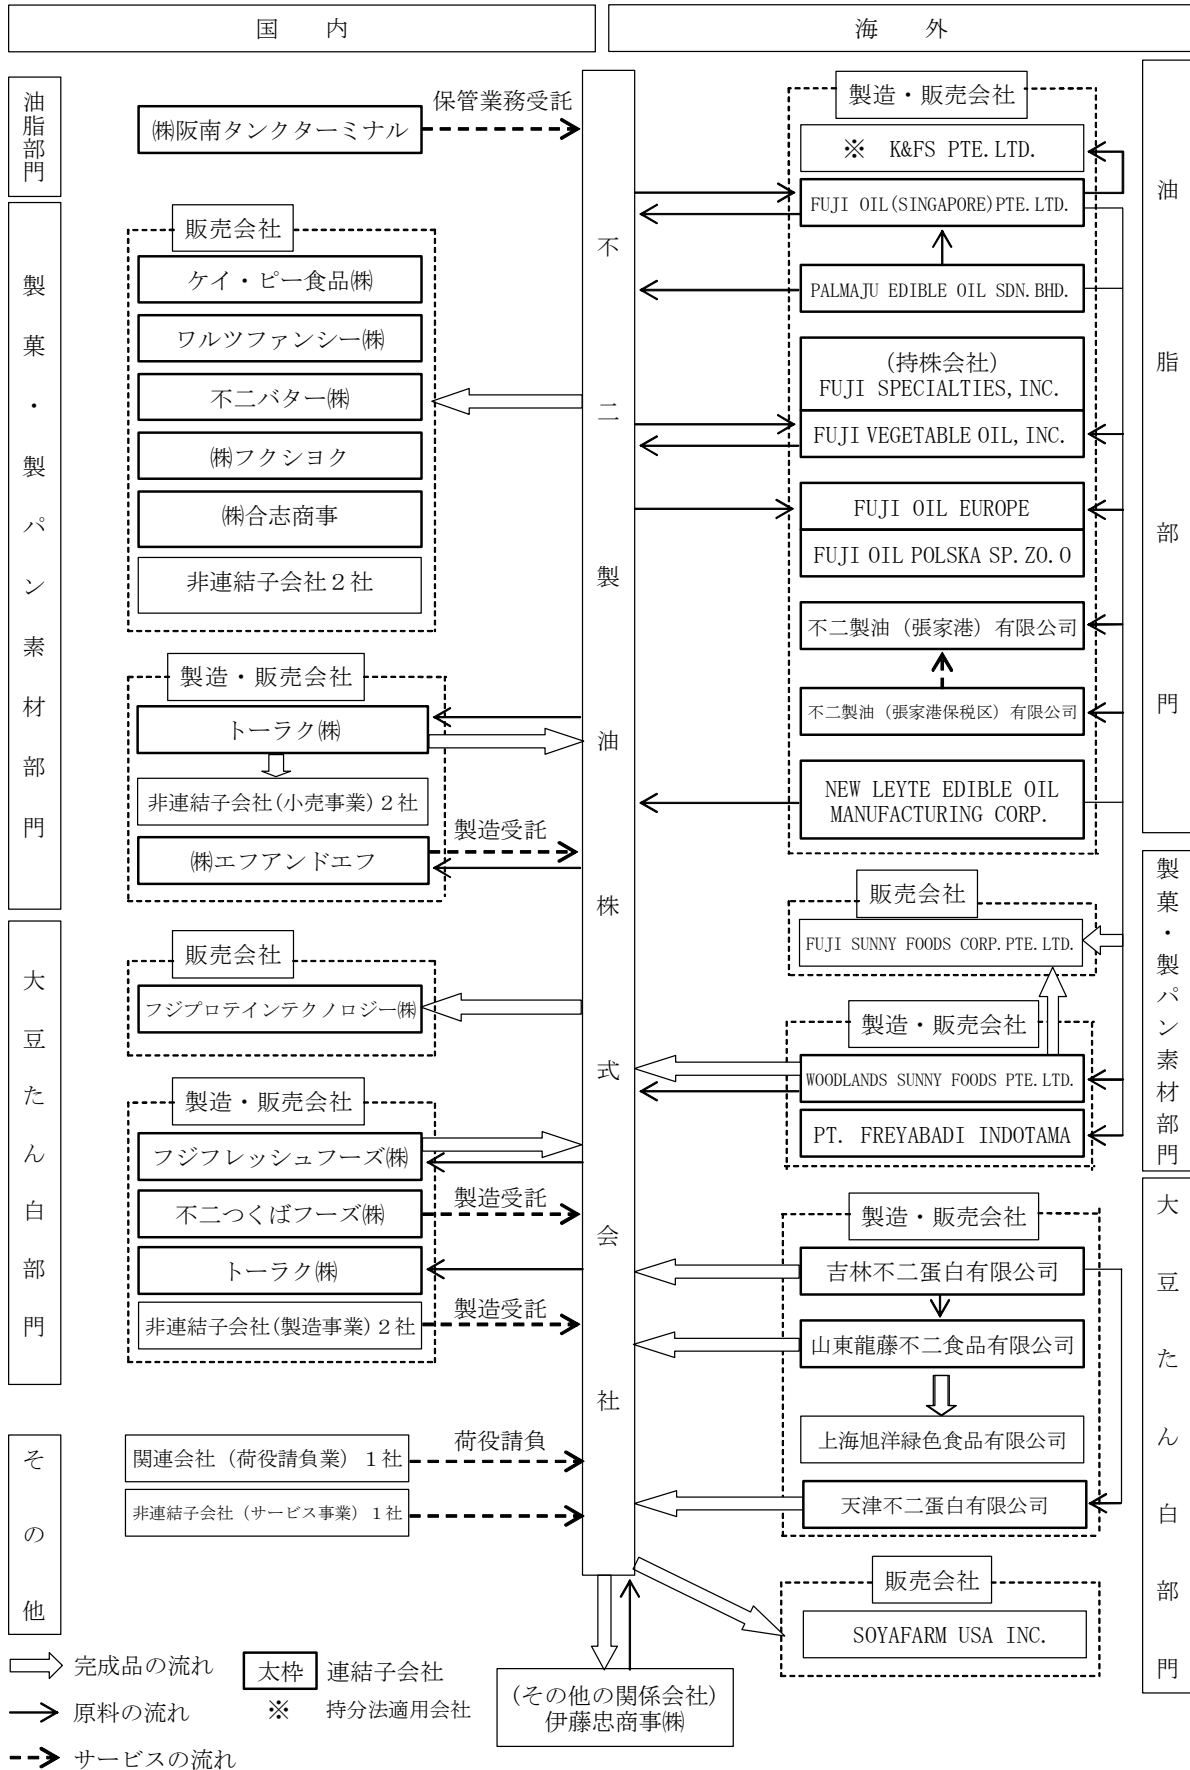 国 内
海 外
油脂部門
保管業務受託
㈱阪南タンクターミナル
製菓・製パン素材部門
販売会社
ケイ・ピー食品㈱
ワルツファンシー㈱
不二バター㈱
㈱フクショク
㈱合志商事
非連結子会社２社
製造・販売会社
トーラク㈱
非連結子会社(小売事業)２社
製造受託
㈱エフアンドエフ
大豆たん白部門
販売会社
フジプロテインテクノロジー㈱
製造・販売会社
フジフレッシュフーズ㈱
製造受託
不二つくばフーズ㈱
トーラク㈱
製造受託
非連結子会社(製造事業)２社
その他
荷役請負
関連会社（荷役請負業）１社
非連結子会社（サービス事業）１社
不二製油株式会社
油脂部門
製造・販売会社
※ K&FS PTE.LTD.
FUJI OIL(SINGAPORE)PTE.LTD.
PALMAJU EDIBLE OIL SDN.BHD.
(持株会社)
FUJI SPECIALTIES,INC.
FUJI VEGETABLE OIL,INC.
FUJI OIL EUROPE
FUJI OIL POLSKA SP.ZO.O
不二製油（張家港）有限公司
不二製油（張家港保税区）有限公司
NEW LEYTE EDIBLE OIL
MANUFACTURING CORP.
製菓・製パン素材部門
販売会社
FUJI SUNNY FOODS CORP.PTE.LTD.
製造・販売会社
WOODLANDS SUNNY FOODS PTE.LTD.
PT. FREYABADI INDOTAMA
大豆たん白部門
製造・販売会社
吉林不二蛋白有限公司
山東龍藤不二食品有限公司
上海旭洋緑色食品有限公司
天津不二蛋白有限公司
販売会社
SOYAFARM USA INC.
(その他の関係会社)
伊藤忠商事㈱
完成品の流れ
太枠 連結子会社
原料の流れ
※ 持分法適用会社
サービスの流れ